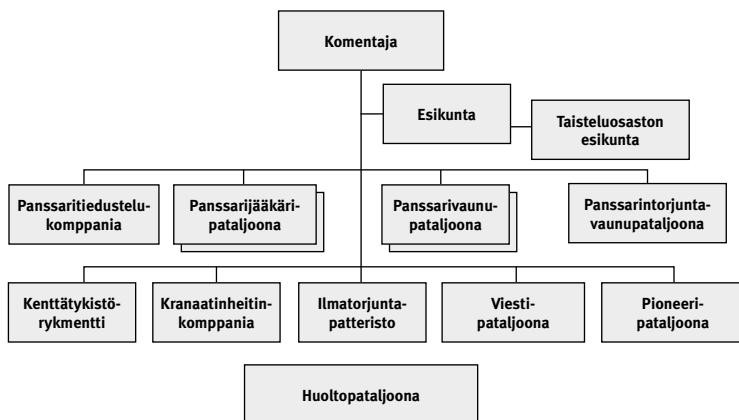 Komentaja
Esikunta
Taisteluosaston
esikunta
Panssaritiedustelu-
komppania
Panssarijääkäri-
pataljoona
Panssarivaunu-
pataljoona
Panssarintorjunta-
vaunupataljoona
Kenttätykistö-
rykmentti
Kranaatinheitin-
komppania
Ilmatorjunta-
patteristo
Viesti-
pataljoona
Pioneeri-
pataljoona
Huoltopataljoona